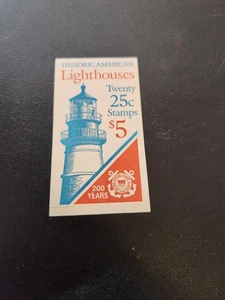 HISTORIC AMERICAN
Lighthouses
Twenty
25c
Stamps
$5
200
YEARS